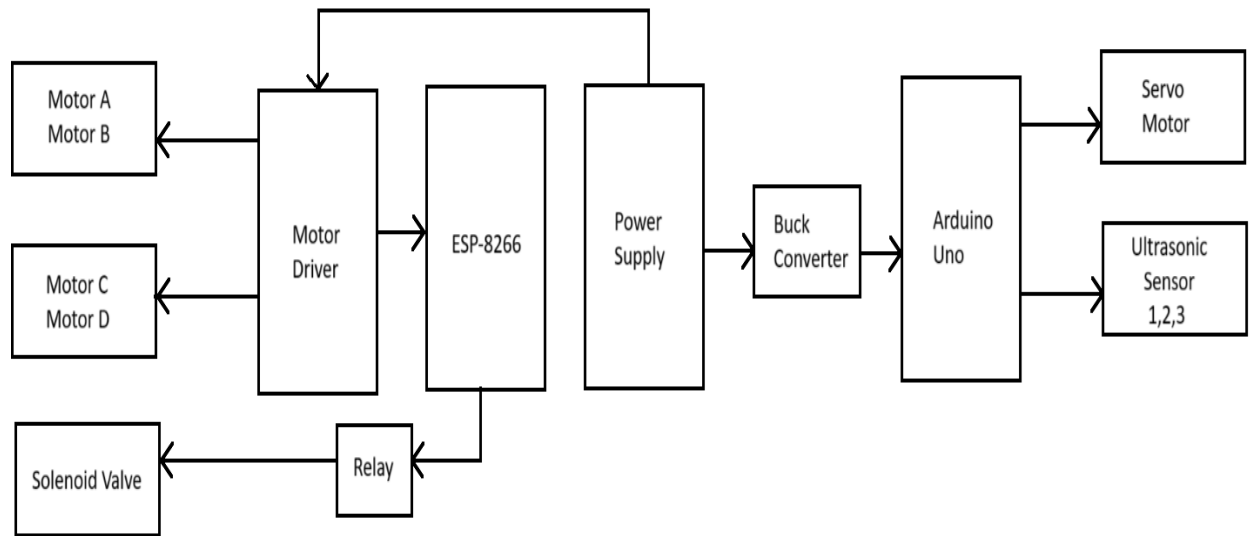 Motor A
Motor B
Motor C
Motor D
Solenoid Valve
Motor
Driver
Relay
ESP-8266
Power
Supply
Buck
Converter
Arduino
Uno
Servo
Motor
Ultrasonic
Sensor
1,2,3